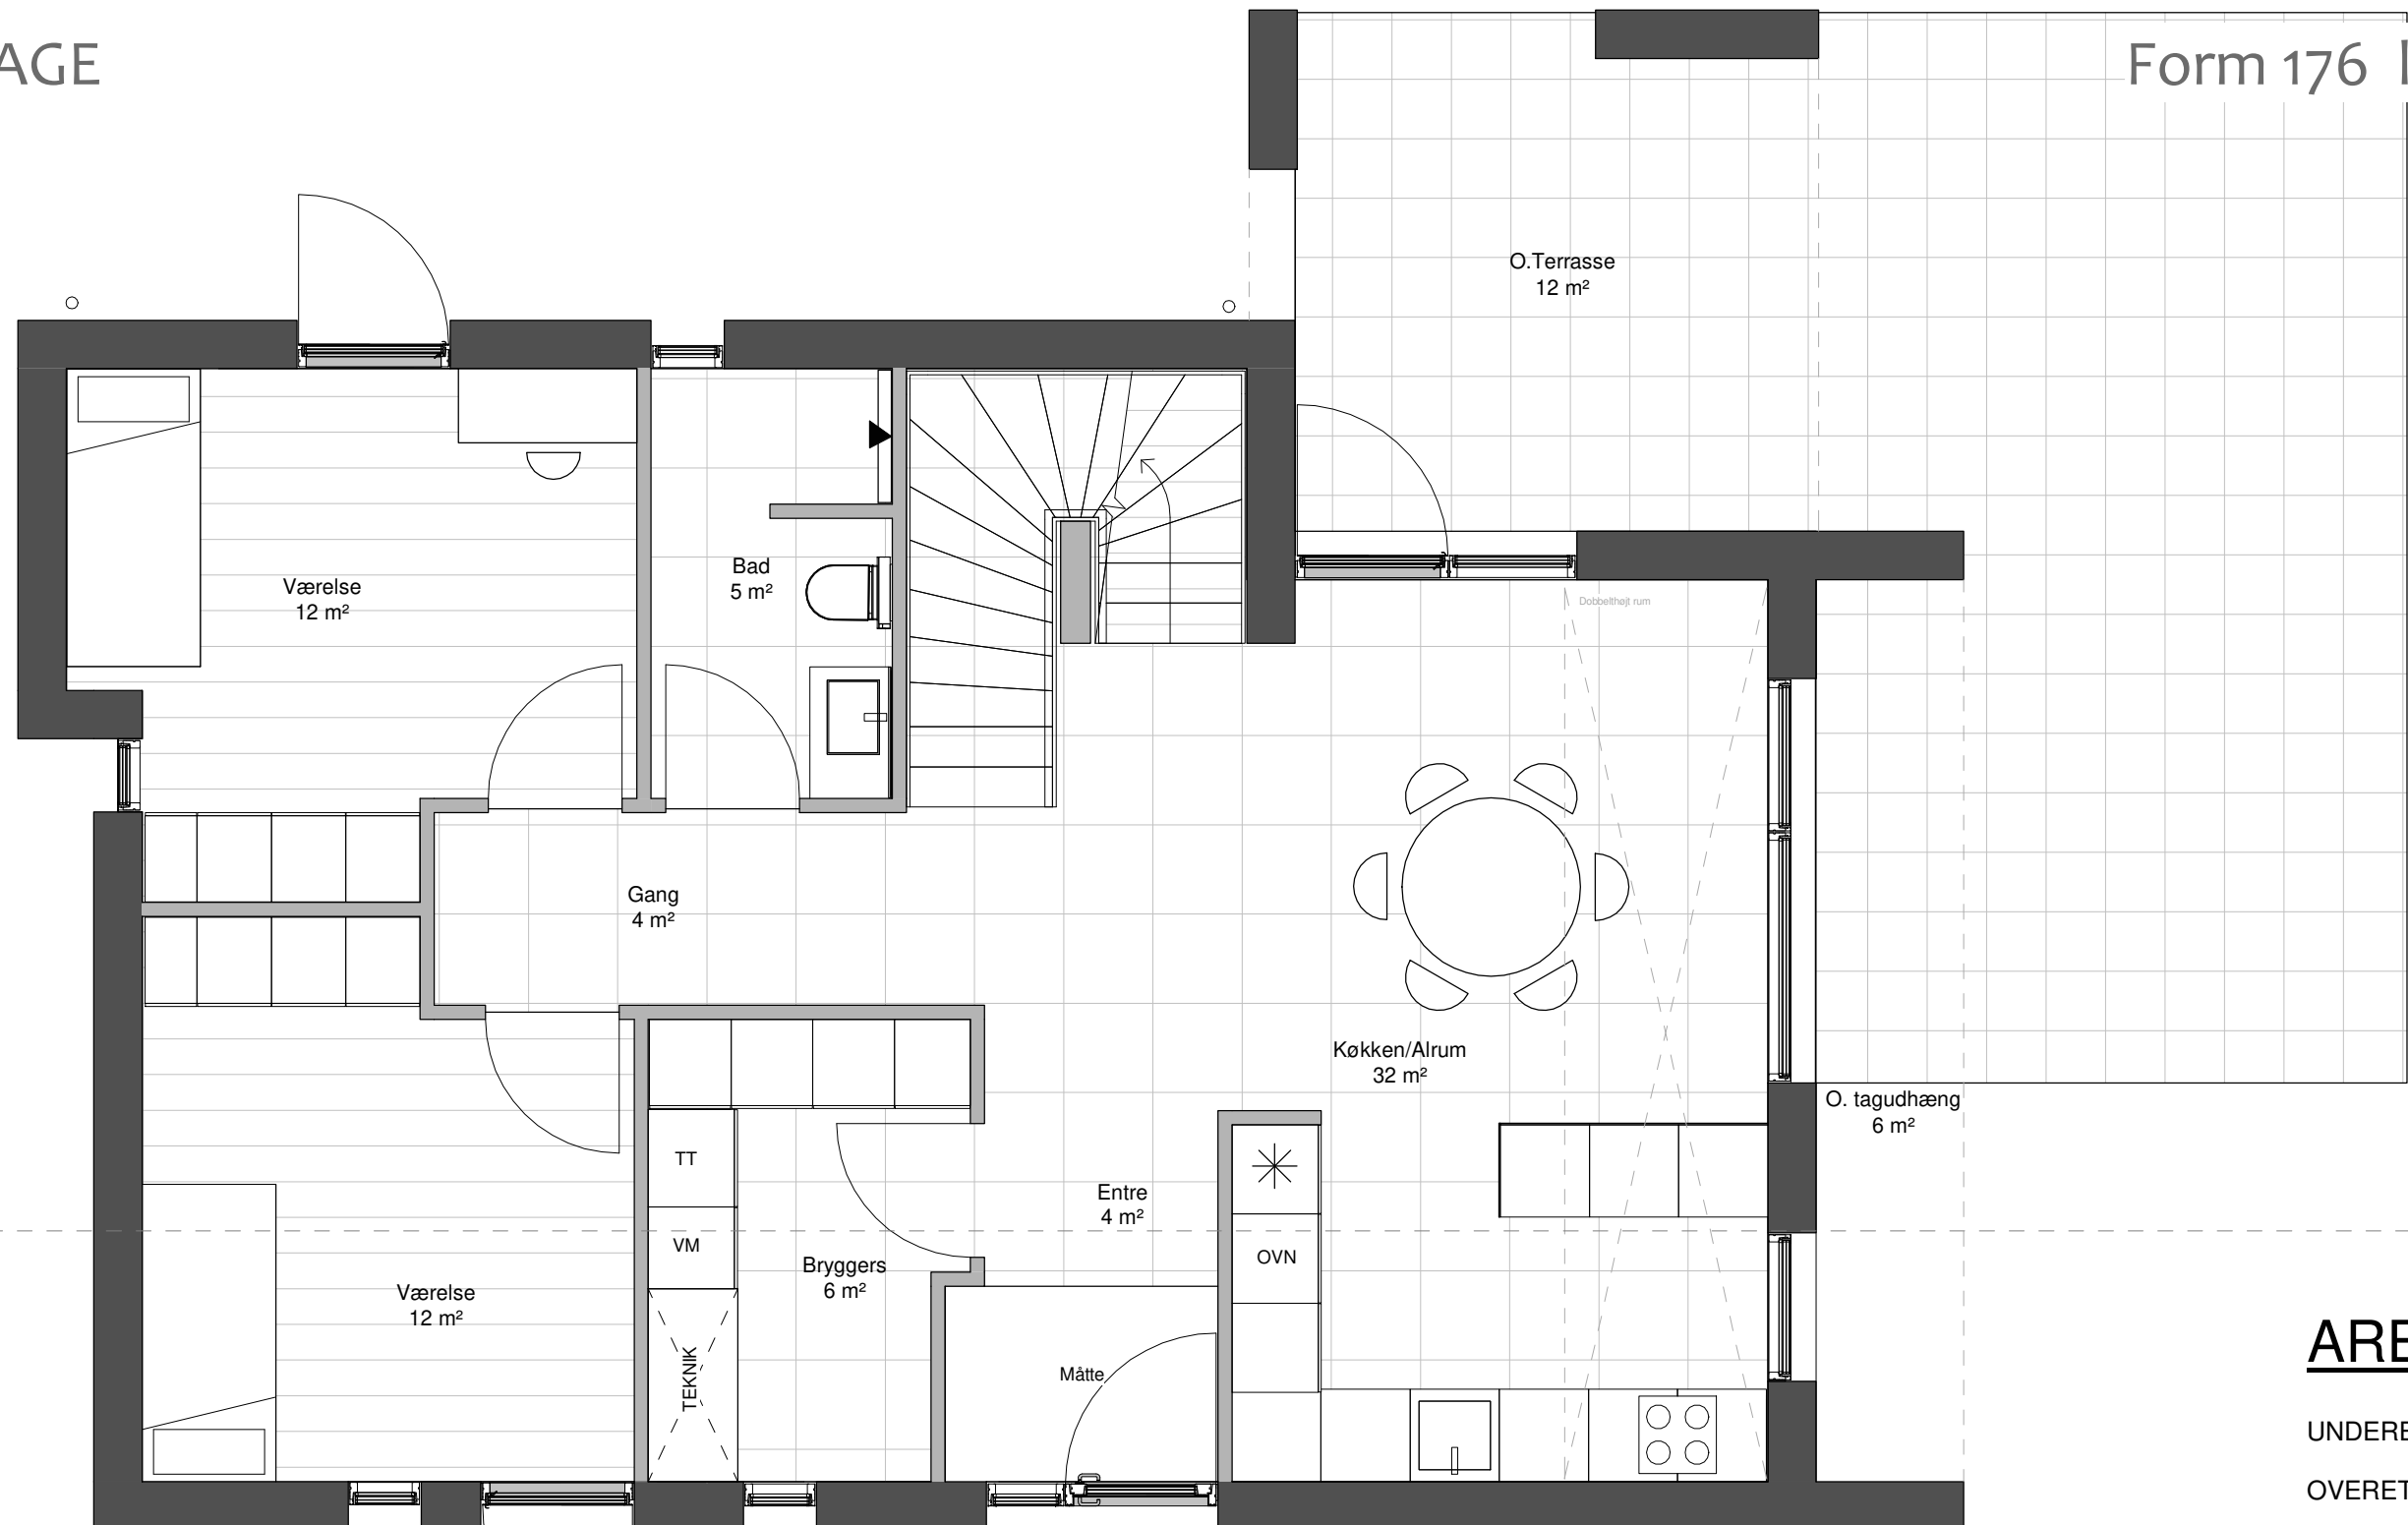 AGE
Form 176
O.Terrasse
12 m²
Værelse
12 m²
Bad
5 m²
Dobbelthøjt rum
Gang
4 m²
Køkken/Alrum
32 m²
O. tagudhæng
6 m²
TT
VM
TEKNIK
Bryggers
6 m²
Entre
4 m²
OVN
Værelse
12 m²
Måtte
ARE
UNDERE
OVERET